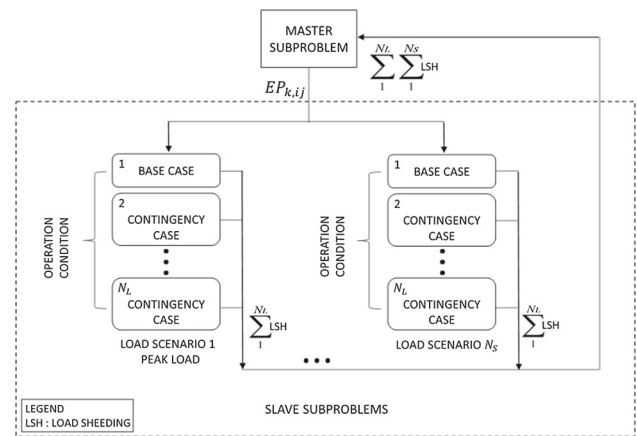 MASTER
SUBPROBLEM
N_L N_S
∑ ∑ LSH
1 1
EP_{k,ij}
1
BASE CASE
2
CONTINGENCY
CASE
N_L
CONTINGENCY
CASE
OPERATION
CONDITION
N_L
∑ LSH
1
LOAD SCENARIO 1
PEAK LOAD
1
BASE CASE
2
CONTINGENCY
CASE
N_L
CONTINGENCY
CASE
OPERATION
CONDITION
N_L
∑ LSH
1
LOAD SCENARIO N_S
LEGEND
LSH : LOAD SHEEDING
SLAVE SUBPROBLEMS